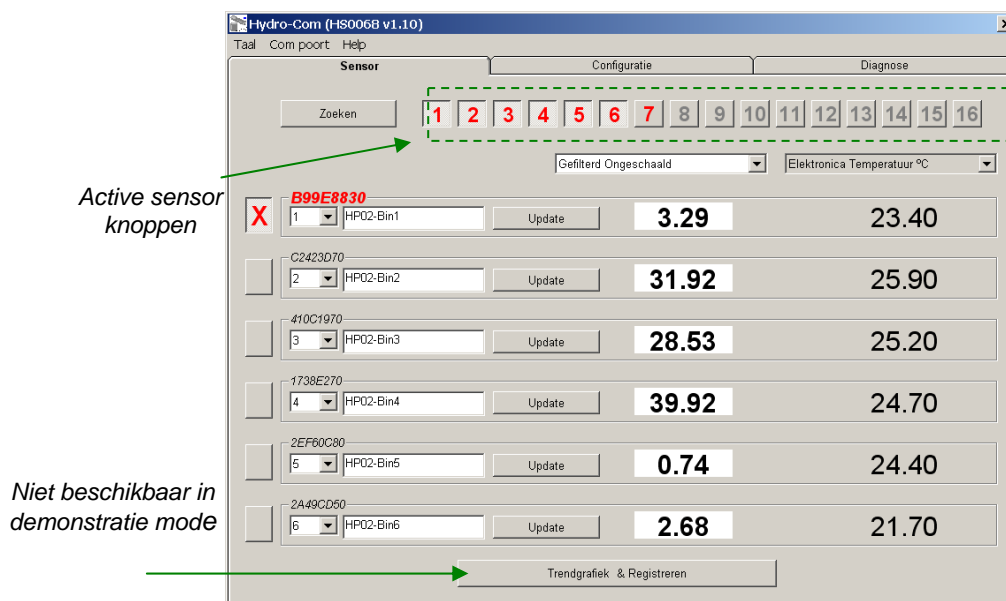 Hydro-Com (HS0068 v1.10)
Taal Com poort Help
Sensor Configuratie Diagnose
Zoeken 1 2 3 4 5 6 7 8 9 10 11 12 13 14 15 16
Gefilterd Ongeschaald Elektronica Temperatuur ºC
Active sensor
knoppen
B99E8830
X 1 HP02-Bin1 Update 3.29 23.40
C2423D70
2 HP02-Bin2 Update 31.92 25.90
410C1970
3 HP02-Bin3 Update 28.53 25.20
1738E270
4 HP02-Bin4 Update 39.92 24.70
2EF60C80
5 HP02-Bin5 Update 0.74 24.40
Niet beschikbaar in
demonstratie mode
2A49CD50
6 HP02-Bin6 Update 2.68 21.70
Trendgrafiek & Registreren